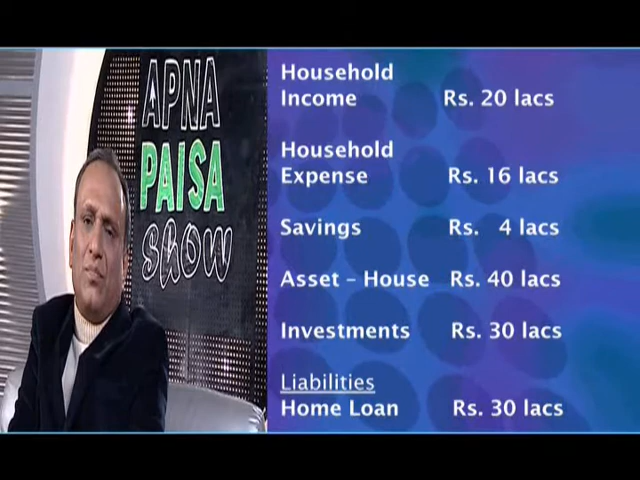 APNA
PAISA
SHOW
Household
Income Rs. 20 lacs
Household
Expense Rs. 16 lacs
Savings Rs. 4 lacs
Asset – House Rs. 40 lacs
Investments Rs. 30 lacs
Liabilities
Home Loan Rs. 30 lacs